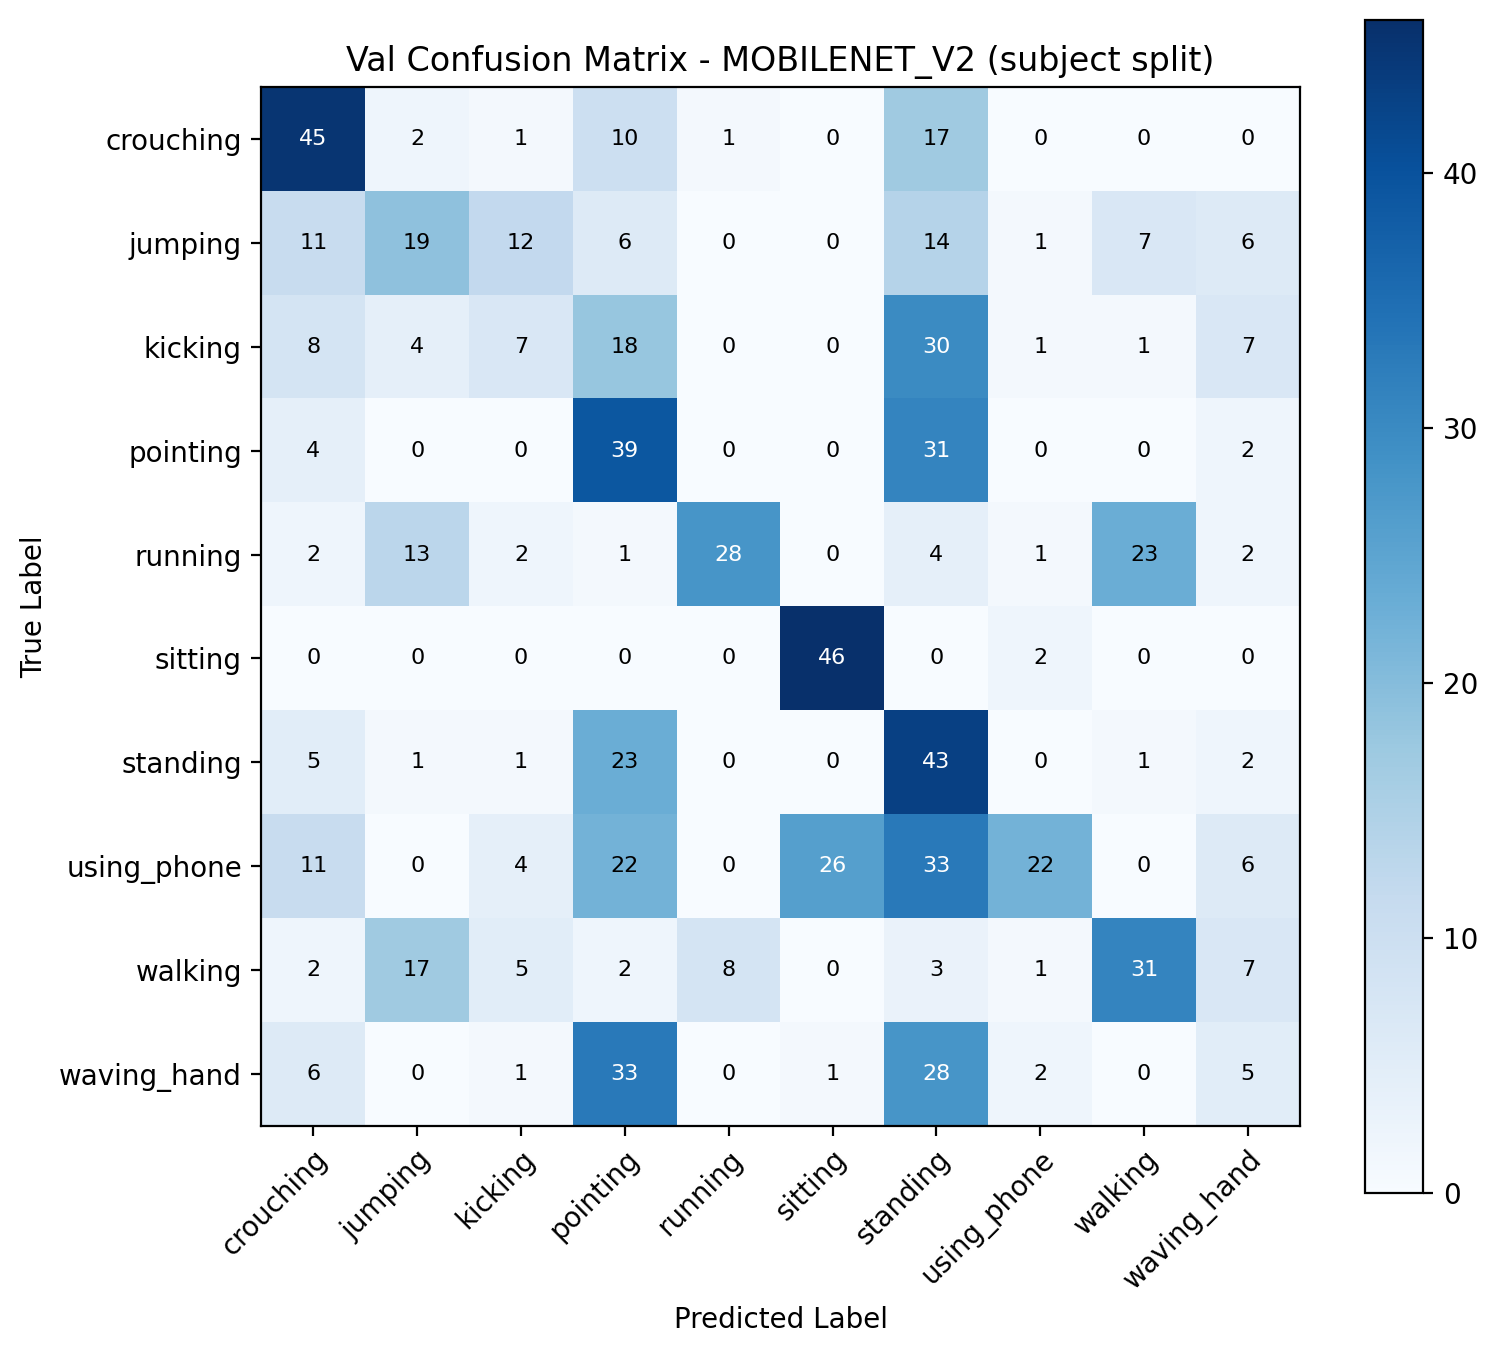 Val Confusion Matrix - MOBILENET_V2 (subject split)
True Label
crouching 45 2 1 10 1 0 17 0 0 0
jumping 11 19 12 6 0 0 14 1 7 6
kicking 8 4 7 18 0 0 30 1 1 7
pointing 4 0 0 39 0 0 31 0 0 2
running 2 13 2 1 28 0 4 1 23 2
sitting 0 0 0 0 0 46 0 2 0 0
standing 5 1 1 23 0 0 43 0 1 2
using_phone 11 0 4 22 0 26 33 22 0 6
walking 2 17 5 2 8 0 3 1 31 7
waving_hand 6 0 1 33 0 1 28 2 0 5
crouching jumping kicking pointing running sitting standing using_phone walking waving_hand
Predicted Label
40
30
20
10
0